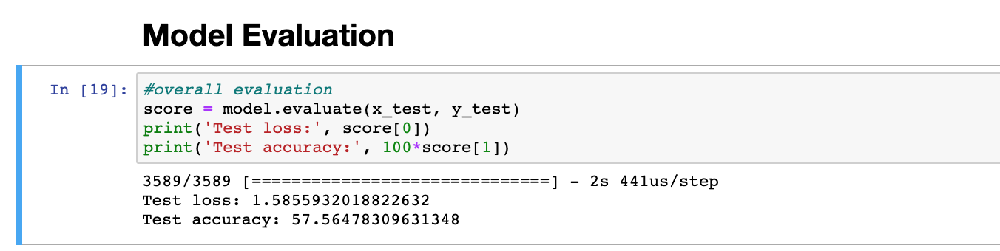 Model Evaluation
In [19]:
#overall evaluation
score = model.evaluate(x_test, y_test)
print('Test loss:', score[0])
print('Test accuracy:', 100*score[1])
3589/3589 [==============================] - 2s 441us/step
Test loss: 1.5855932018822632
Test accuracy: 57.56478309631348